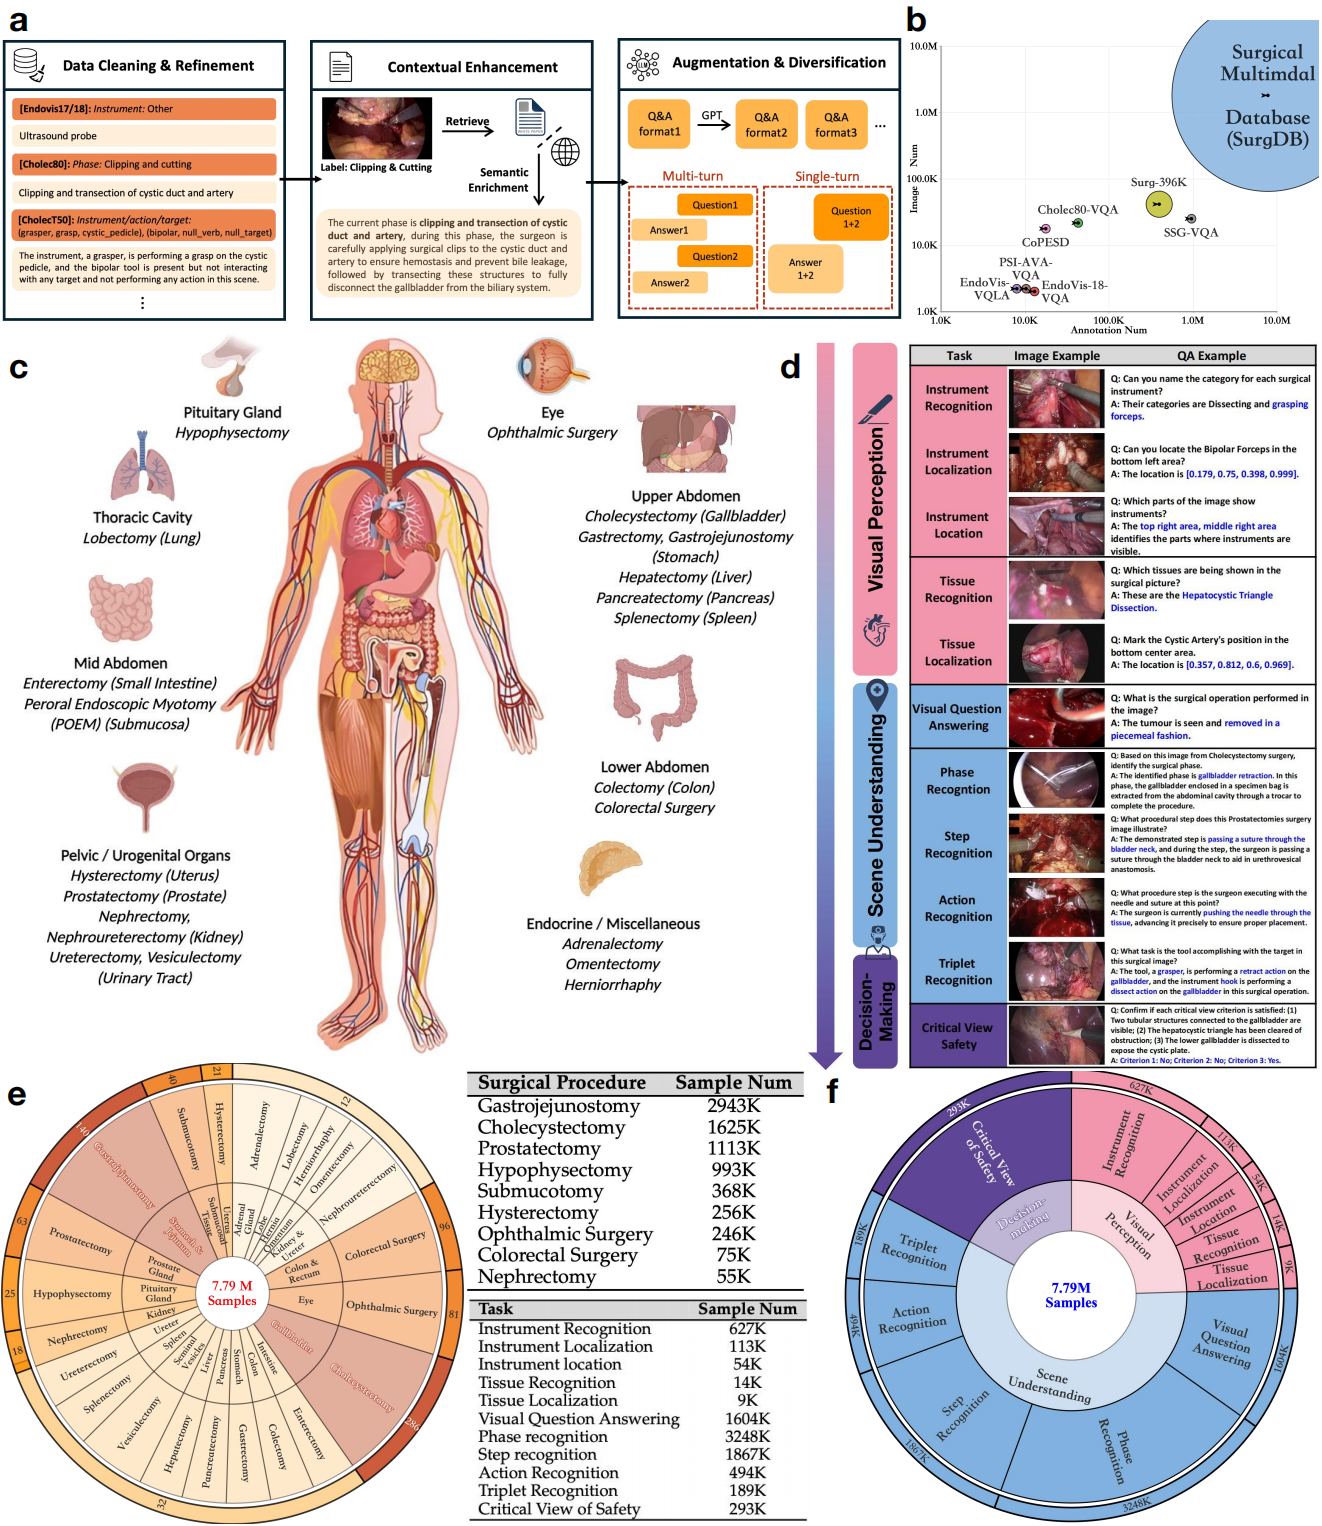 a
Data Cleaning & Refinement
[Endovis17/18]: Instrument: Other
Ultrasound probe
[Cholec80]: Phase: Clipping and cutting
Clipping and transection of cystic duct and artery
[CholecT50]: Instrument/action/target:
(grasper, grasp, cystic_pedicle), (bipolar, null_verb, null_target)
The instrument, a grasper, is performing a grasp on the cystic
pedicle, and the bipolar tool is present but not interacting
with any target and not performing any action in this scene.
⋮
Contextual Enhancement
Retrieve
WHITE PAPER
Label: Clipping & Cutting
Semantic
Enrichment
The current phase is clipping and transection of cystic
duct and artery, during this phase, the surgeon is
carefully applying surgical clips to the cystic duct and
artery to ensure hemostasis and prevent bile leakage,
followed by transecting these structures to fully
disconnect the gallbladder from the biliary system.
LLM
Augmentation & Diversification
Q&A
format1
GPT
Q&A
format2
Q&A
format3
...
Multi-turn
Question1
Answer1
Question2
Answer2
Single-turn
Question
1+2
Answer
1+2
b
Image Num
10.0M
1.0M
100.0K
10.0K
1.0K
Surgical
Multimdal
Database
(SurgDB)
Surg-396K
Cholec80-VQA
SSG-VQA
CoPESD
PSI-AVA-
VQA
EndoVis-
VQLA
EndoVis-18-
VQA
1.0K
10.0K
100.0K
1.0M
10.0M
Annotation Num
c
Pituitary Gland
Hypophysectomy
Eye
Ophthalmic Surgery
Thoracic Cavity
Lobectomy (Lung)
Upper Abdomen
Cholecystectomy (Gallbladder)
Gastrectomy, Gastrojejunostomy
(Stomach)
Hepatectomy (Liver)
Pancreatectomy (Pancreas)
Splenectomy (Spleen)
Mid Abdomen
Enterectomy (Small Intestine)
Peroral Endoscopic Myotomy
(POEM) (Submucosa)
Lower Abdomen
Colectomy (Colon)
Colorectal Surgery
Pelvic / Urogenital Organs
Hysterectomy (Uterus)
Prostatectomy (Prostate)
Nephrectomy,
Nephroureterectomy (Kidney)
Ureterectomy, Vesiculectomy
(Urinary Tract)
Endocrine / Miscellaneous
Adrenalectomy
Omentectomy
Herniorrhaphy
d
Visual Perception
Scene Understanding
Decision-
Making
Task
Image Example
QA Example
Instrument
Recognition
Q: Can you name the category for each surgical
instrument?
A: Their categories are Dissecting and grasping
forceps.
Instrument
Localization
Q: Can you locate the Bipolar Forceps in the
bottom left area?
A: The location is [0.179, 0.75, 0.398, 0.999].
Instrument
Location
Q: Which parts of the image show
instruments?
A: The top right area, middle right area
identifies the parts where instruments are
visible.
Tissue
Recognition
Q: Which tissues are being shown in the
surgical picture?
A: These are the Hepatocystic Triangle
Dissection.
Tissue
Localization
Q: Mark the Cystic Artery's position in the
bottom center area.
A: The location is [0.357, 0.812, 0.6, 0.969].
Visual Question
Answering
Q: What is the surgical operation performed in
the image?
A: The tumour is seen and removed in a
piecemeal fashion.
Phase
Recogntion
Q: Based on this image from Cholecystectomy surgery,
identify the surgical phase.
A: The identified phase is gallbladder retraction. In this
phase, the gallbladder enclosed in a specimen bag is
extracted from the abdominal cavity through a trocar to
complete the procedure.
Step
Recognition
Q: What procedural step does this Prostatectomies surgery
image illustrate?
A: The demonstrated step is passing a suture through the
bladder neck, and during the step, the surgeon is passing a
suture through the bladder neck to aid in urethrovesical
anastomosis.
Action
Recognition
Q: What procedure step is the surgeon executing with the
needle and suture at this point?
A: The surgeon is currently pushing the needle through the
tissue, advancing it precisely to ensure proper placement.
Triplet
Recognition
Q: What task is the tool accomplishing with the target in
this surgical image?
A: The tool, a grasper, is performing a retract action on the
gallbladder, and the instrument hook is performing a
dissect action on the gallbladder in this surgical operation.
Critical View
Safety
Q: Confirm if each critical view criterion is satisfied: (1)
Two tubular structures connected to the gallbladder are
visible; (2) The hepatocystic triangle has been cleared of
obstruction; (3) The lower gallbladder is dissected to
expose the cystic plate.
A: Criterion 1: No; Criterion 2: No; Criterion 3: Yes.
e
7.79 M
Samples
Adrenal
Gland
Lobe
Hernia
Omentum
Kidney &
Ureter
Colon &
Rectum
Eye
Gallbladder
Intestine
Colon
Stomach
Pancreas
Liver
Seminal
Vesicles
Spleen
Ureter
Kidney
Pituitary
Gland
Prostate
Gland
Stomach &
Jejunum
Submucosal
Tissue
Uterus
Adrenalectomy
Lobectomy
Herniorrhaphy
Omentectomy
Nephroureterectomy
Colorectal Surgery
Ophthalmic Surgery
Cholecystectomy
Enterectomy
Colectomy
Gastrectomy
Pancreatectomy
Hepatectomy
Vesiculectomy
Splenectomy
Ureterectomy
Nephrectomy
Hypophysectomy
Prostatectomy
Gastrojejunostomy
Submucotomy
Hysterectomy
12
96
81
286
32
18
25
63
140
40
21
Surgical Procedure Sample Num
Gastrojejunostomy 2943K
Cholecystectomy 1625K
Prostatectomy 1113K
Hypophysectomy 993K
Submucotomy 368K
Hysterectomy 256K
Ophthalmic Surgery 246K
Colorectal Surgery 75K
Nephrectomy 55K
Task Sample Num
Instrument Recognition 627K
Instrument Localization 113K
Instrument location 54K
Tissue Recognition 14K
Tissue Localization 9K
Visual Question Answering 1604K
Phase recognition 3248K
Step recognition 1867K
Action Recognition 494K
Triplet Recognition 189K
Critical View of Safety 293K
f
7.79M
Samples
Visual
Perception
Scene
Understanding
Decision-
making
Instrument
Recognition
Instrument
Localization
Instrument
Location
Tissue
Recognition
Tissue
Localization
Visual
Question
Answering
Phase
Recognition
Step
Recognition
Action
Recognition
Triplet
Recognition
Critical View
of Safety
627K
113K
54K
14K
9K
1604K
3248K
1867K
494K
189K
293K